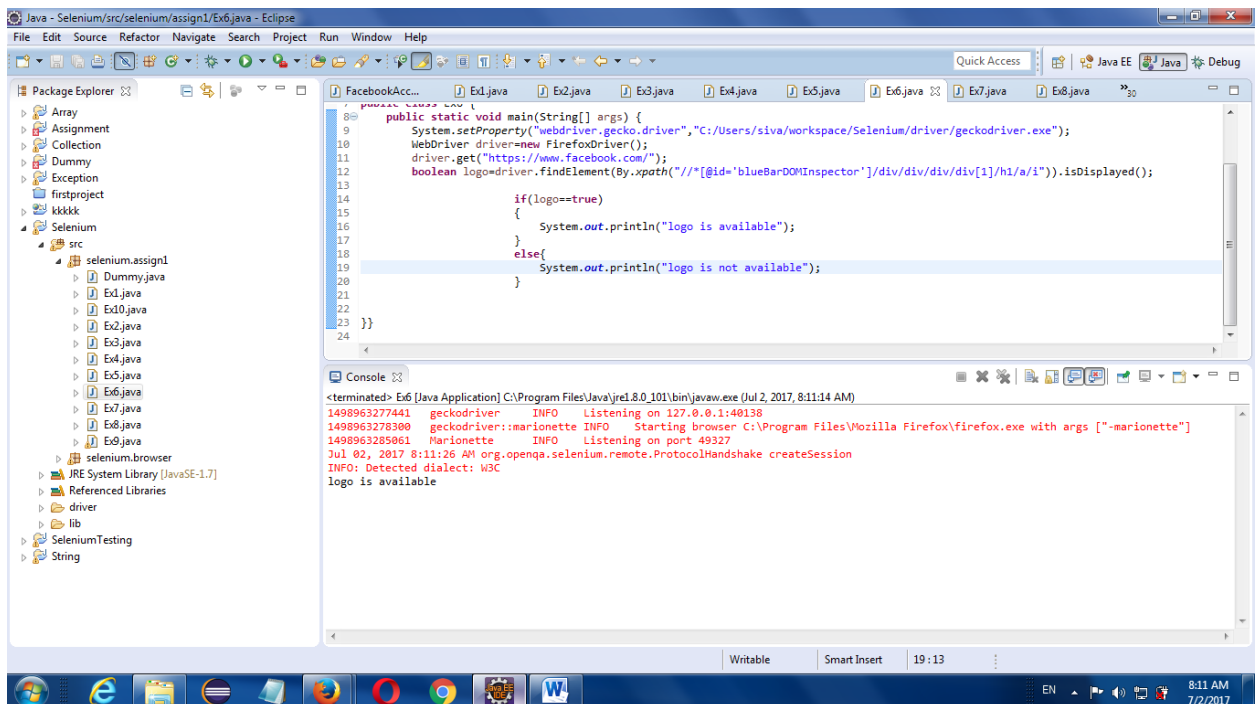 Java - Selenium/src/selenium/assign1/Ex6.java - Eclipse
File Edit Source Refactor Navigate Search Project Run Window Help
Quick Access Java EE Java Debug
Package Explorer
FacebookAcc... Ex1.java Ex2.java Ex3.java Ex4.java Ex5.java Ex6.java Ex7.java Ex8.java »30
Array
Assignment
Collection
Dummy
Exception
firstproject
kkkkk
Selenium
src
selenium.assign1
Dummy.java
Ex1.java
Ex10.java
Ex2.java
Ex3.java
Ex4.java
Ex5.java
Ex6.java
Ex7.java
Ex8.java
Ex9.java
selenium.browser
JRE System Library [JavaSE-1.7]
Referenced Libraries
driver
lib
SeleniumTesting
String
7 public class Ex6 {
8 public static void main(String[] args) {
9 System.setProperty("webdriver.gecko.driver","C:/Users/siva/workspace/Selenium/driver/geckodriver.exe");
10 WebDriver driver=new FirefoxDriver();
11 driver.get("https://www.facebook.com/");
12 boolean logo=driver.findElement(By.xpath("//*[@id='blueBarDOMInspector']/div/div/div/div[1]/h1/a/i")).isDisplayed();
13
14 if(logo==true)
15 {
16 System.out.println("logo is available");
17 }
18 else{
19 System.out.println("logo is not available");
20 }
21
22
23 }}
24
Console
<terminated> Ex6 [Java Application] C:\Program Files\Java\jre1.8.0_101\bin\javaw.exe (Jul 2, 2017, 8:11:14 AM)
1498963277441 geckodriver INFO Listening on 127.0.0.1:40138
1498963278300 geckodriver::marionette INFO Starting browser C:\Program Files\Mozilla Firefox\firefox.exe with args ["-marionette"]
1498963285061 Marionette INFO Listening on port 49327
Jul 02, 2017 8:11:26 AM org.openqa.selenium.remote.ProtocolHandshake createSession
INFO: Detected dialect: W3C
logo is available
Writable Smart Insert 19 : 13
Java EE IDE W
EN 8:11 AM
7/2/2017